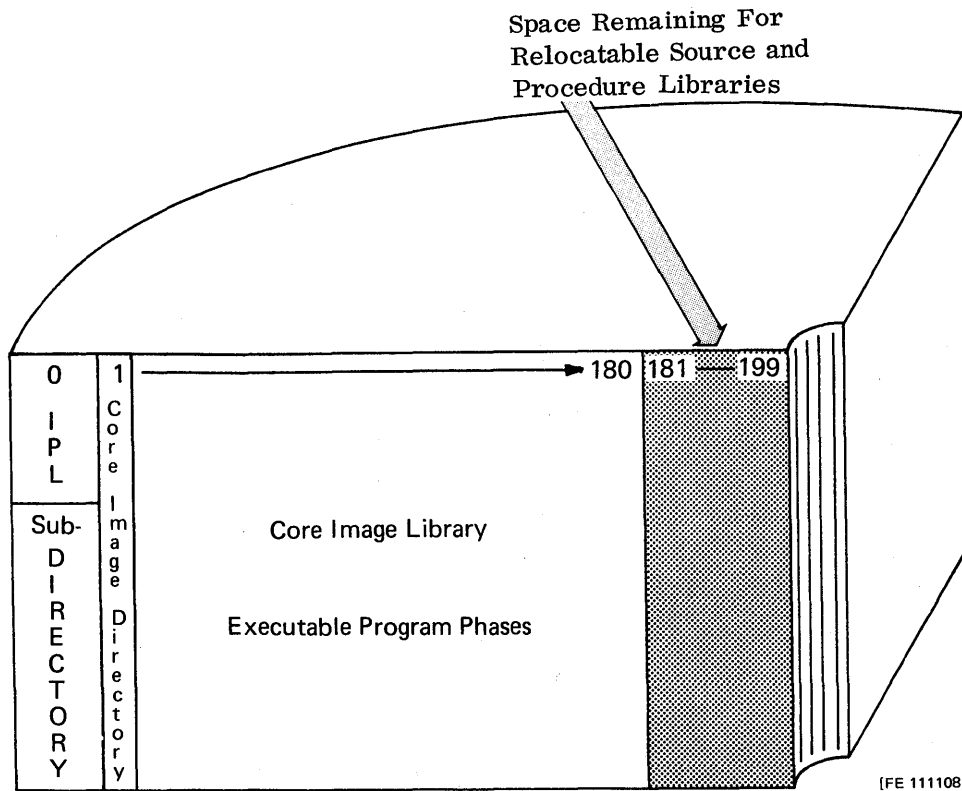 Space Remaining For
Relocatable Source and
Procedure Libraries
0
IPL
Sub-
DIRECTORY
1
Core Image Directory
180
181 — 199
Core Image Library
Executable Program Phases
[FE 111108